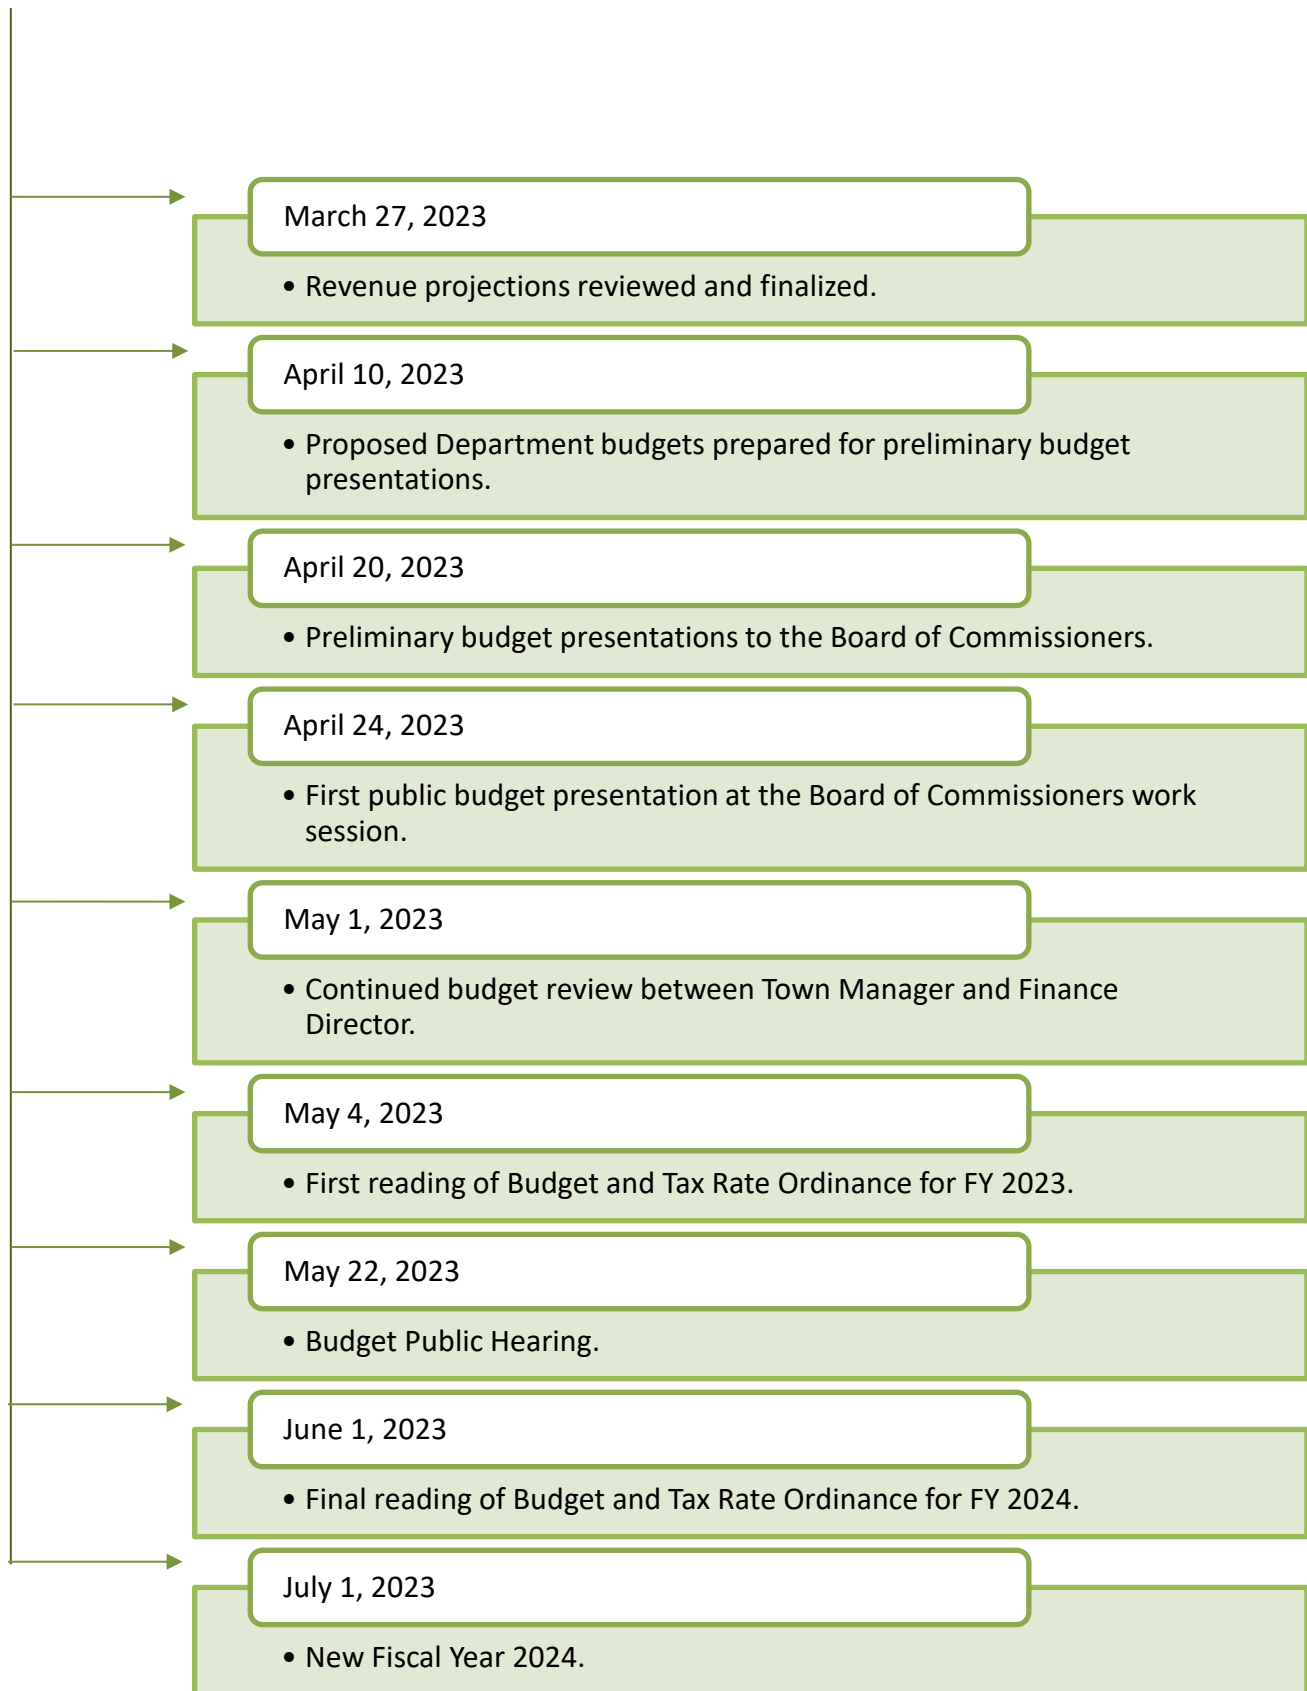 March 27, 2023
• Revenue projections reviewed and finalized.
April 10, 2023
• Proposed Department budgets prepared for preliminary budget
presentations.
April 20, 2023
• Preliminary budget presentations to the Board of Commissioners.
April 24, 2023
• First public budget presentation at the Board of Commissioners work
session.
May 1, 2023
• Continued budget review between Town Manager and Finance
Director.
May 4, 2023
• First reading of Budget and Tax Rate Ordinance for FY 2023.
May 22, 2023
• Budget Public Hearing.
June 1, 2023
• Final reading of Budget and Tax Rate Ordinance for FY 2024.
July 1, 2023
• New Fiscal Year 2024.